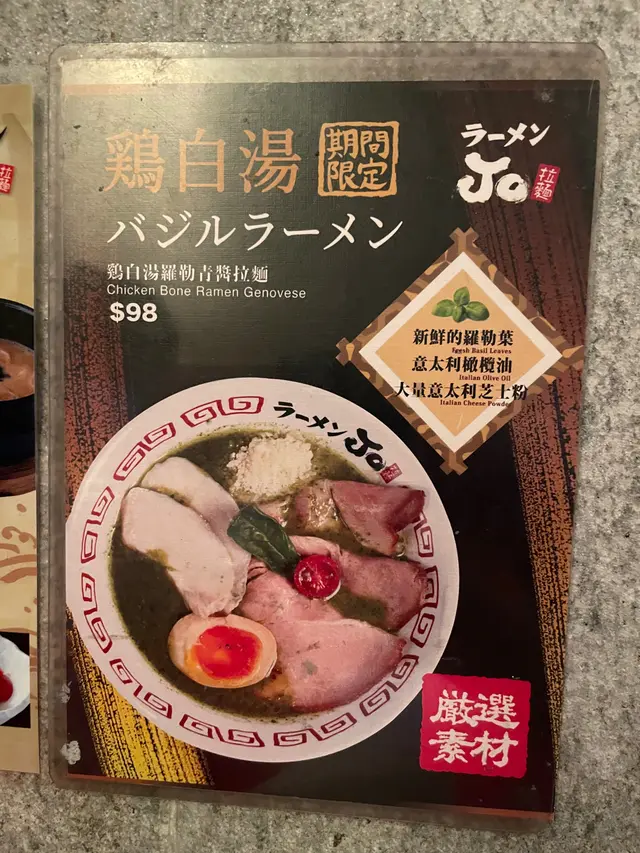 鶏白湯
期間
限定
ラーメン
Jo
拉麺
バジルラーメン
鷄白湯羅勒青醬拉麵
Chicken Bone Ramen Genovese
$98
新鮮的羅勒葉
Fresh Basil Leaves
意太利橄欖油
Italian Olive Oil
大量意太利芝士粉
Italian Cheese Powder
ラーメン Jo
厳選
素材